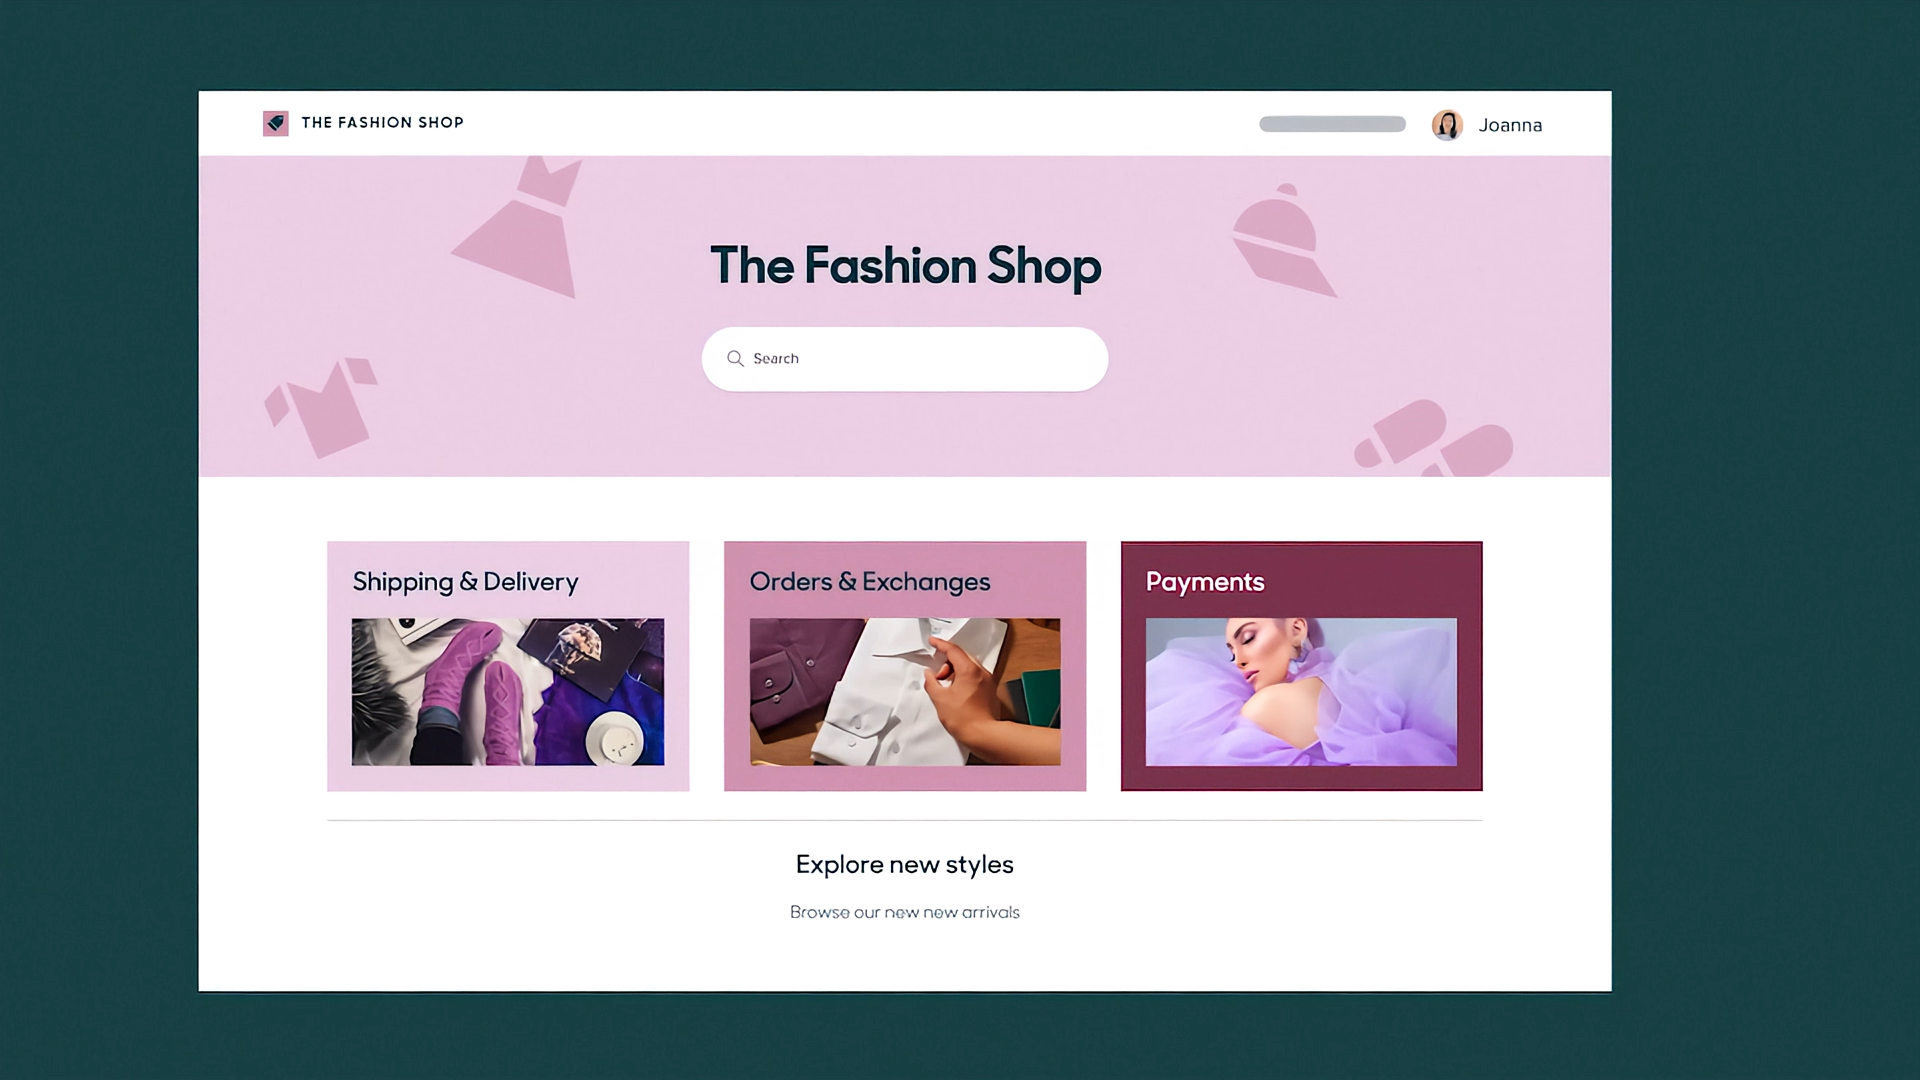 THE FASHION SHOP
Joanna
The Fashion Shop
Search
Shipping & Delivery
Orders & Exchanges
Payments
Explore new styles
Browse our new new arrivals